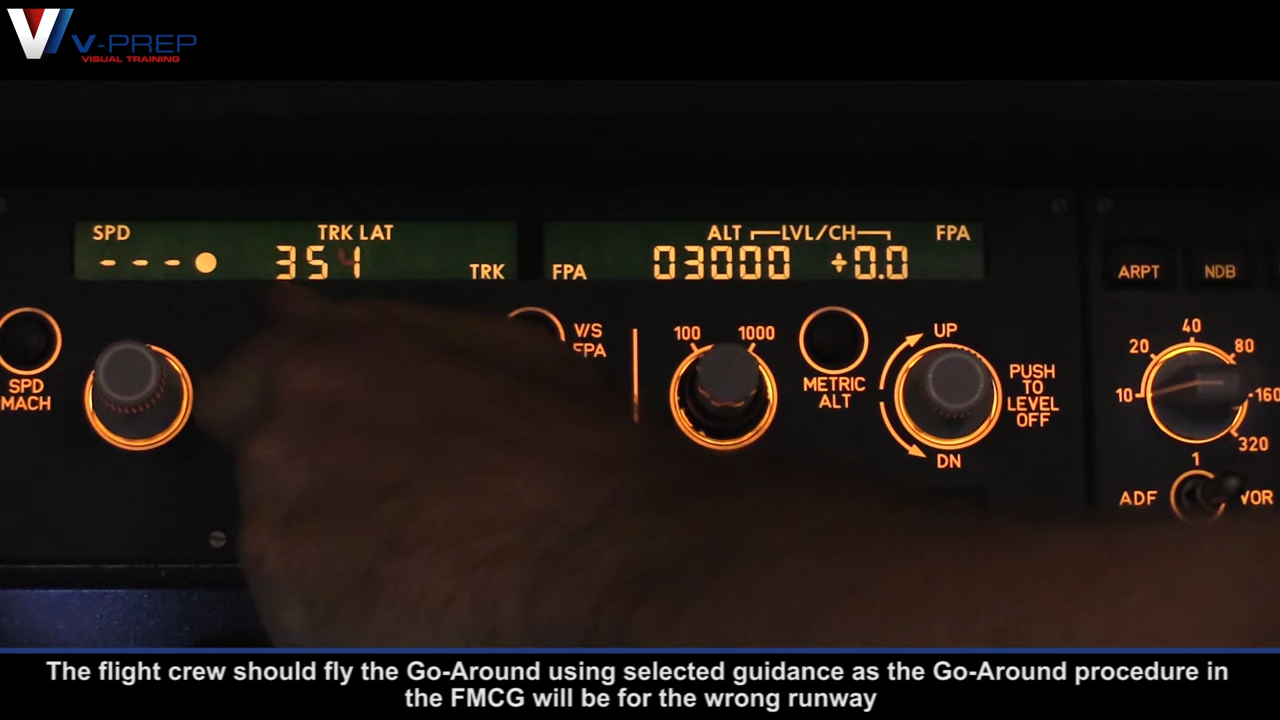 V-PREP
VISUAL TRAINING
SPD TRK LAT ALT LVL/CH FPA
- - - 351 TRK FPA 03000 +0.0
SPD
MACH
V/S
FPA
100 1000
METRIC
ALT
UP
PUSH
TO
LEVEL
OFF
DN
ARPT NDB
10 20 40 80 160 320
ADF 1 VOR
The flight crew should fly the Go-Around using selected guidance as the Go-Around procedure in
the FMCG will be for the wrong runway